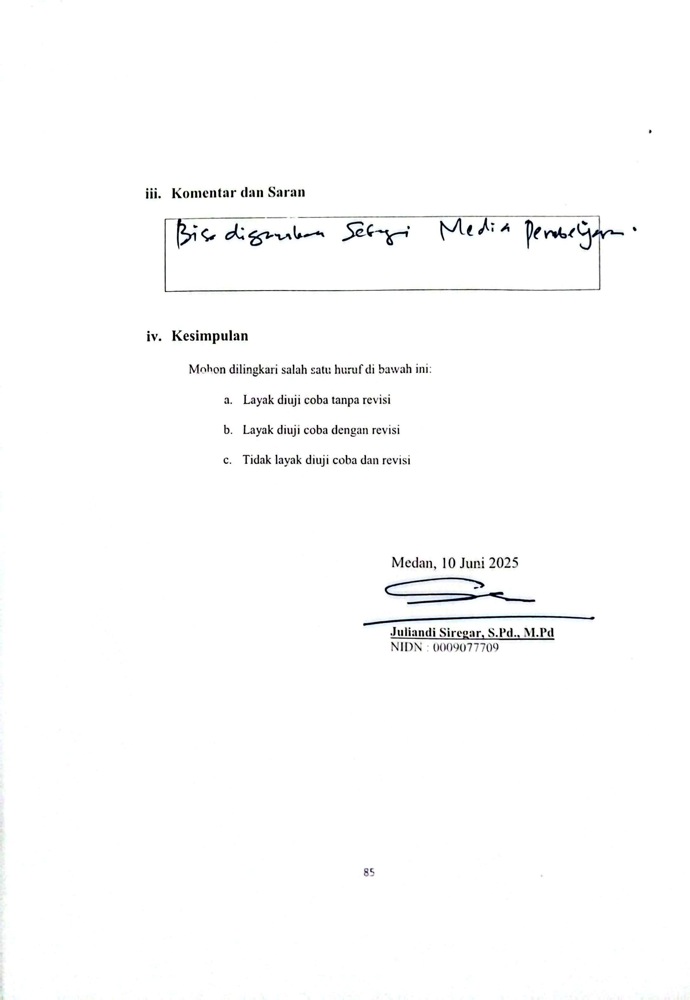 iii. Komentar dan Saran
Bisa digunakan Sebagai Media Pembelajaran.
iv. Kesimpulan
Mohon dilingkari salah satu huruf di bawah ini:
a. Layak diuji coba tanpa revisi
b. Layak diuji coba dengan revisi
c. Tidak layak diuji coba dan revisi
Medan, 10 Juni 2025
Juliandi Siregar, S.Pd., M.Pd
NIDN : 0009077709
85